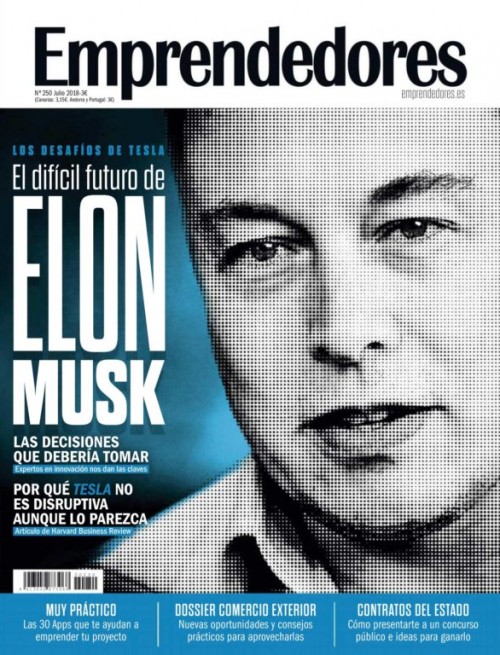 Emprendedores
Nº 250 Julio 2018-3€
(Canarias: 3,15€. Andorra y Portugal: 3€)
emprendedores.es
LOS DESAFÍOS DE TESLA
El difícil futuro de
ELON
MUSK
LAS DECISIONES
QUE DEBERÍA TOMAR
Expertos en innovación nos dan las claves
POR QUÉ TESLA NO
ES DISRUPTIVA
AUNQUE LO PAREZCA
Artículo de Harvard Business Review
MUY PRÁCTICO
Las 30 Apps que te ayudan a
emprender tu proyecto
DOSSIER COMERCIO EXTERIOR
Nuevas oportunidades y consejos
prácticos para aprovecharlas
CONTRATOS DEL ESTADO
Cómo presentarte a un concurso
público e ideas para ganarlo